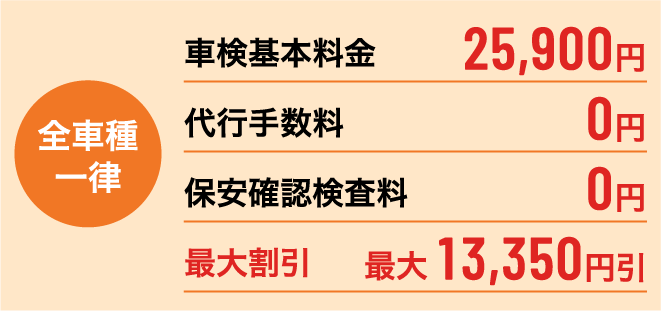 全車種
一律
車検基本料金 25,900円
代行手数料 0円
保安確認検査料 0円
最大割引 最大 13,350円引